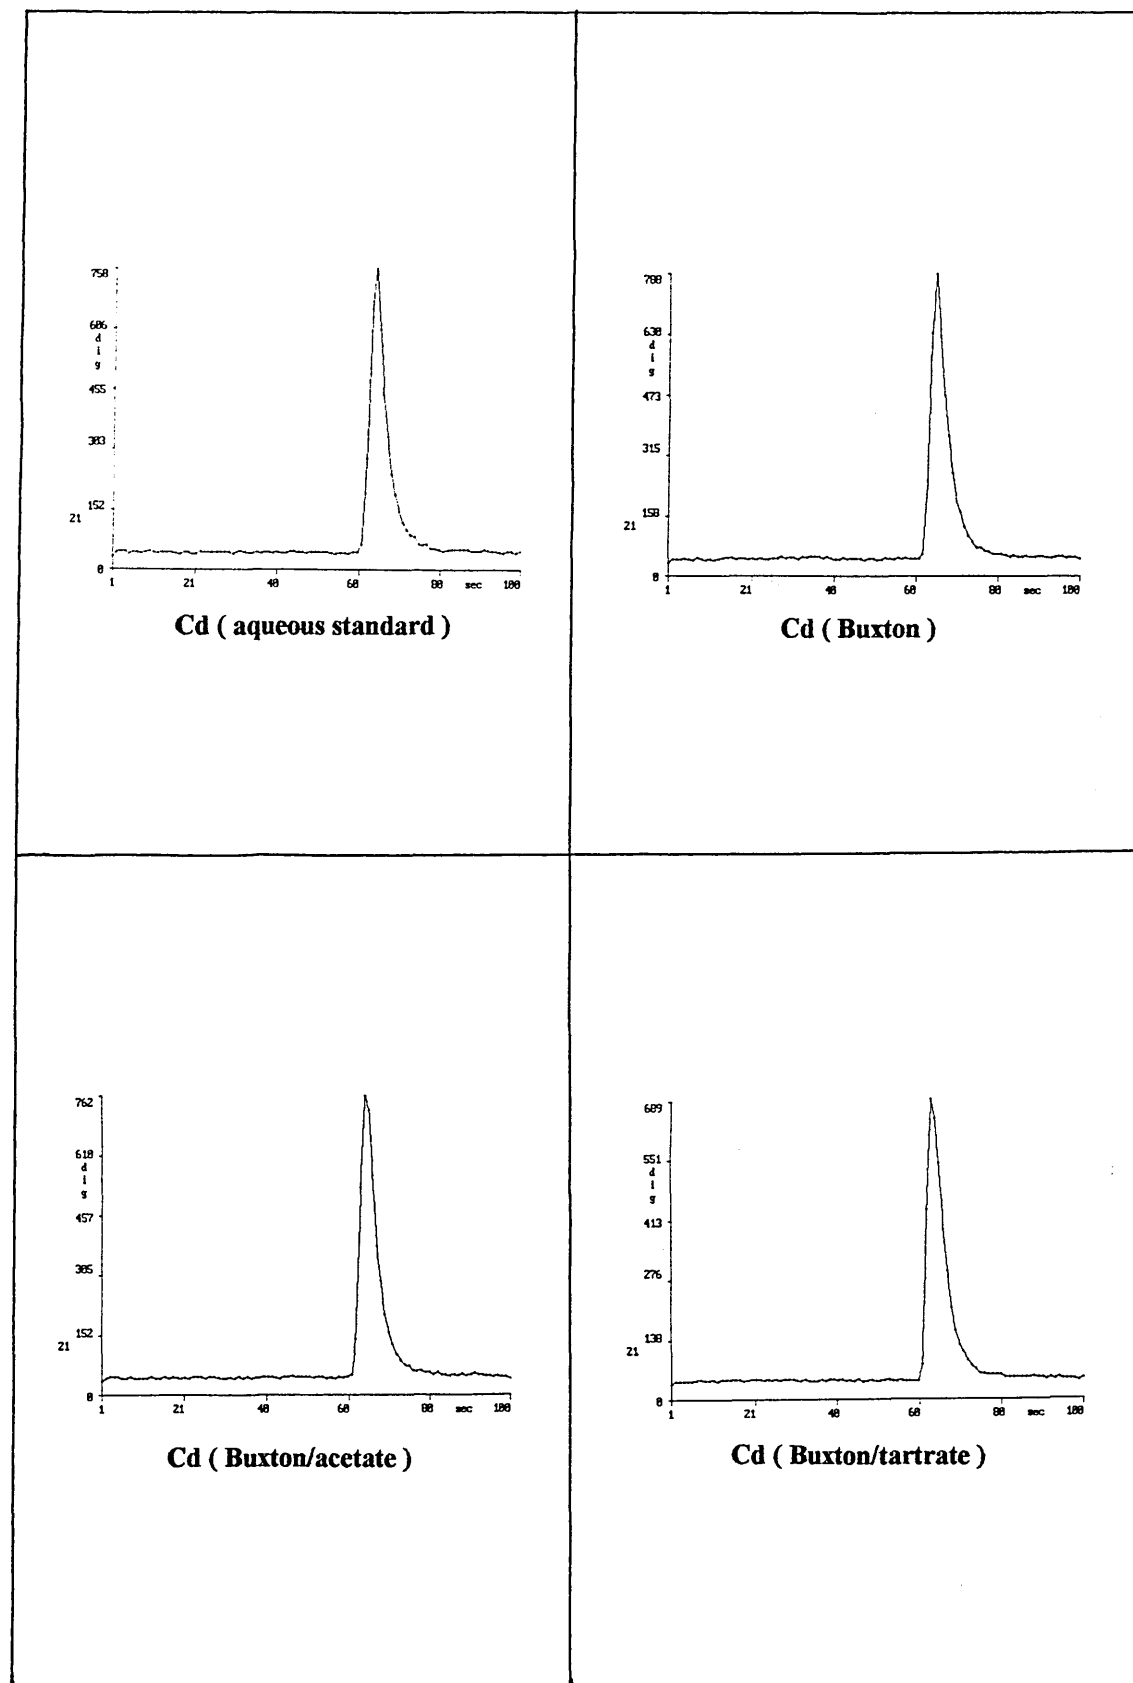 758
606
d
i
g
455
303
152
21
0
1 21 40 60 80 sec 100
Cd ( aqueous standard )
788
630
d
i
g
473
315
158
21
0
1 21 40 60 80 sec 100
Cd ( Buxton )
762
610
d
i
g
457
305
152
21
0
1 21 40 60 80 sec 100
Cd ( Buxton/acetate )
689
551
d
i
g
413
276
138
21
0
1 21 40 60 80 sec 100
Cd ( Buxton/tartrate )